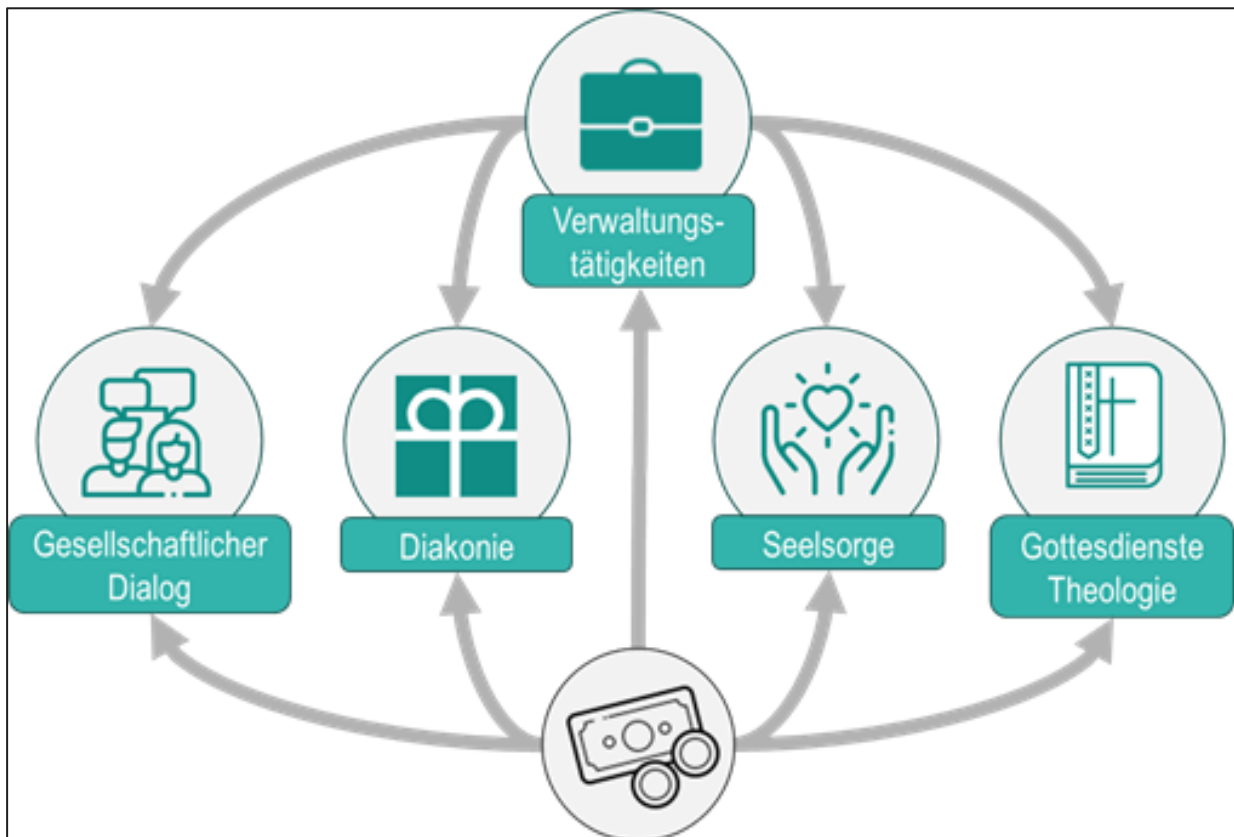 Verwaltungs-
tätigkeiten
Gesellschaftlicher
Dialog
Diakonie
Seelsorge
Gottesdienste
Theologie